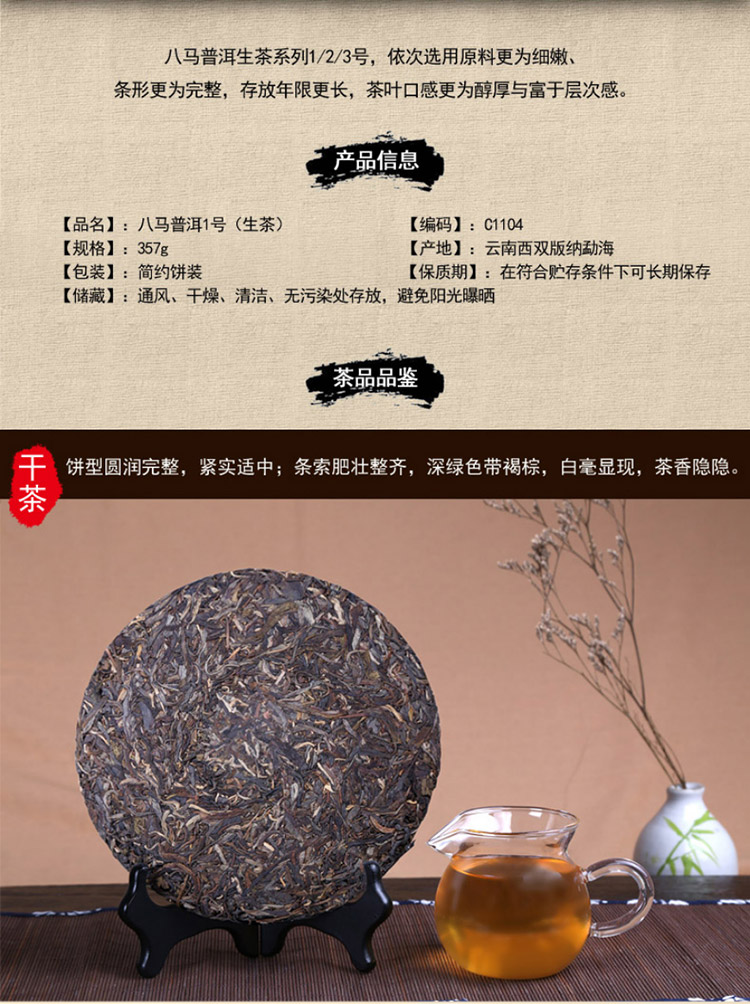 八马普洱生茶系列1/2/3号，依次选用原料更为细嫩、
条形更为完整，存放年限更长，茶叶口感更为醇厚与富于层次感。
产品信息
【品名】：八马普洱1号（生茶）
【编码】：C1104
【规格】：357g
【产地】：云南西双版纳勐海
【包装】：简约饼装
【保质期】：在符合贮存条件下可长期保存
【储藏】：通风、干燥、清洁、无污染处存放，避免阳光曝晒
茶品品鉴
干茶
饼型圆润完整，紧实适中；条索肥壮整齐，深绿色带褐棕，白毫显现，茶香隐隐。